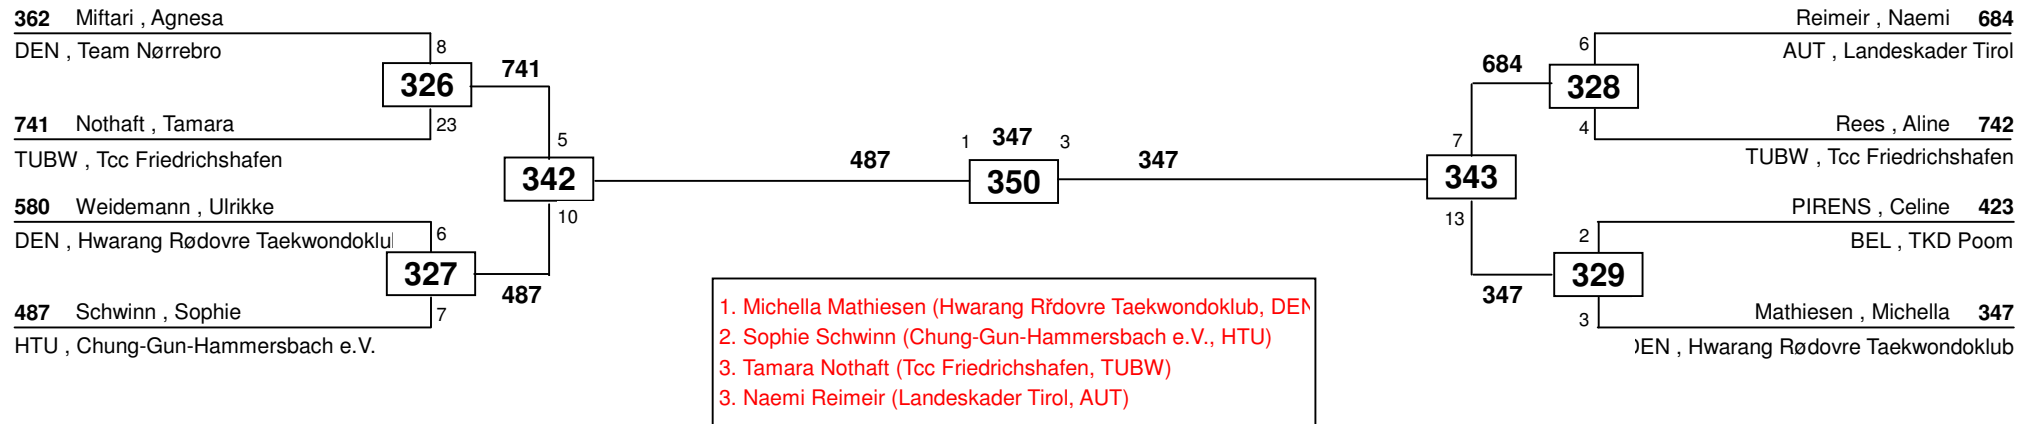 362 Miftari , Agnesa
DEN , Team Nørrebro
8
326
741
741 Nothaft , Tamara
23
TUBW , Tcc Friedrichshafen
5
342
487
10
580 Weidemann , Ulrikke
DEN , Hwarang Rødovre Taekwondoklu
6
327
487
487 Schwinn , Sophie
7
HTU , Chung-Gun-Hammersbach e.V.
1 347 3
350
347
Reimeir , Naemi 684
AUT , Landeskader Tirol
6
684
328
Rees , Aline 742
4
TUBW , Tcc Friedrichshafen
7
343
13
PIRENS , Celine 423
BEL , TKD Poom
2
329
347
Mathiesen , Michella 347
3
DEN , Hwarang Rødovre Taekwondoklub
1. Michella Mathiesen (Hwarang Rřdovre Taekwondoklub, DEN
2. Sophie Schwinn (Chung-Gun-Hammersbach e.V., HTU)
3. Tamara Nothaft (Tcc Friedrichshafen, TUBW)
3. Naemi Reimeir (Landeskader Tirol, AUT)